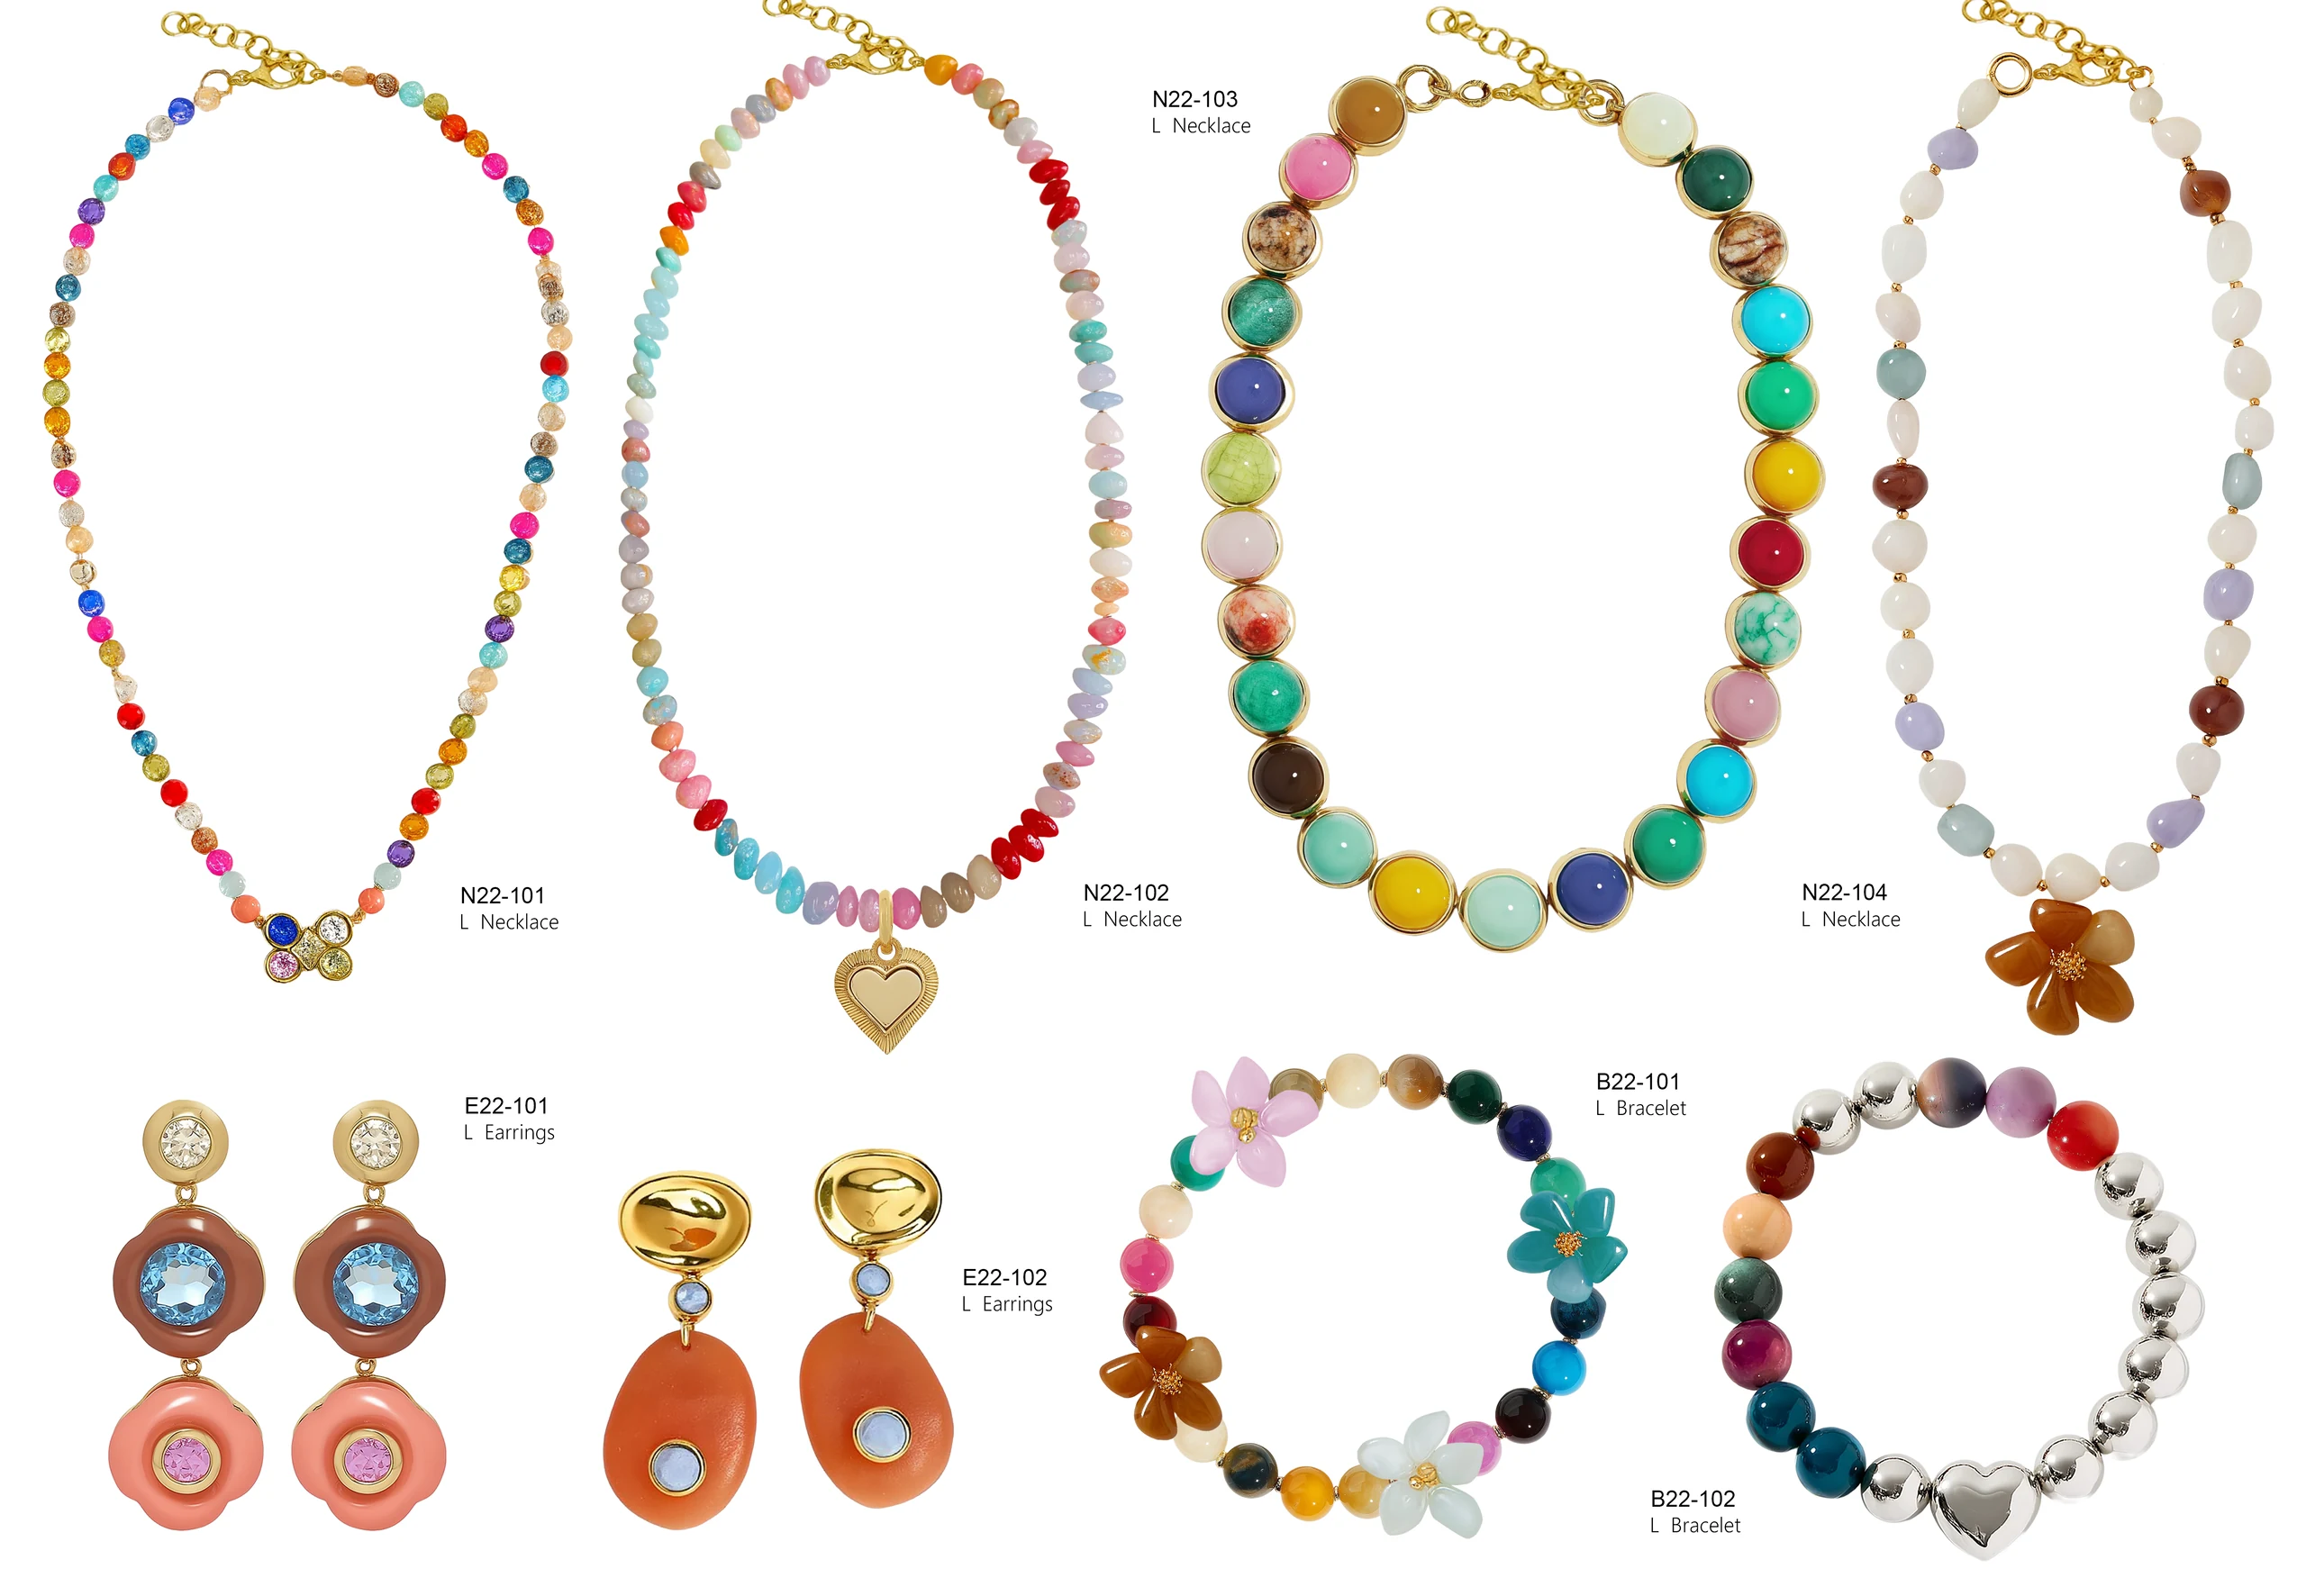 N22-103
L Necklace
N22-101
L Necklace
N22-102
L Necklace
N22-104
L Necklace
E22-101
L Earrings
B22-101
L Bracelet
E22-102
L Earrings
B22-102
L Bracelet